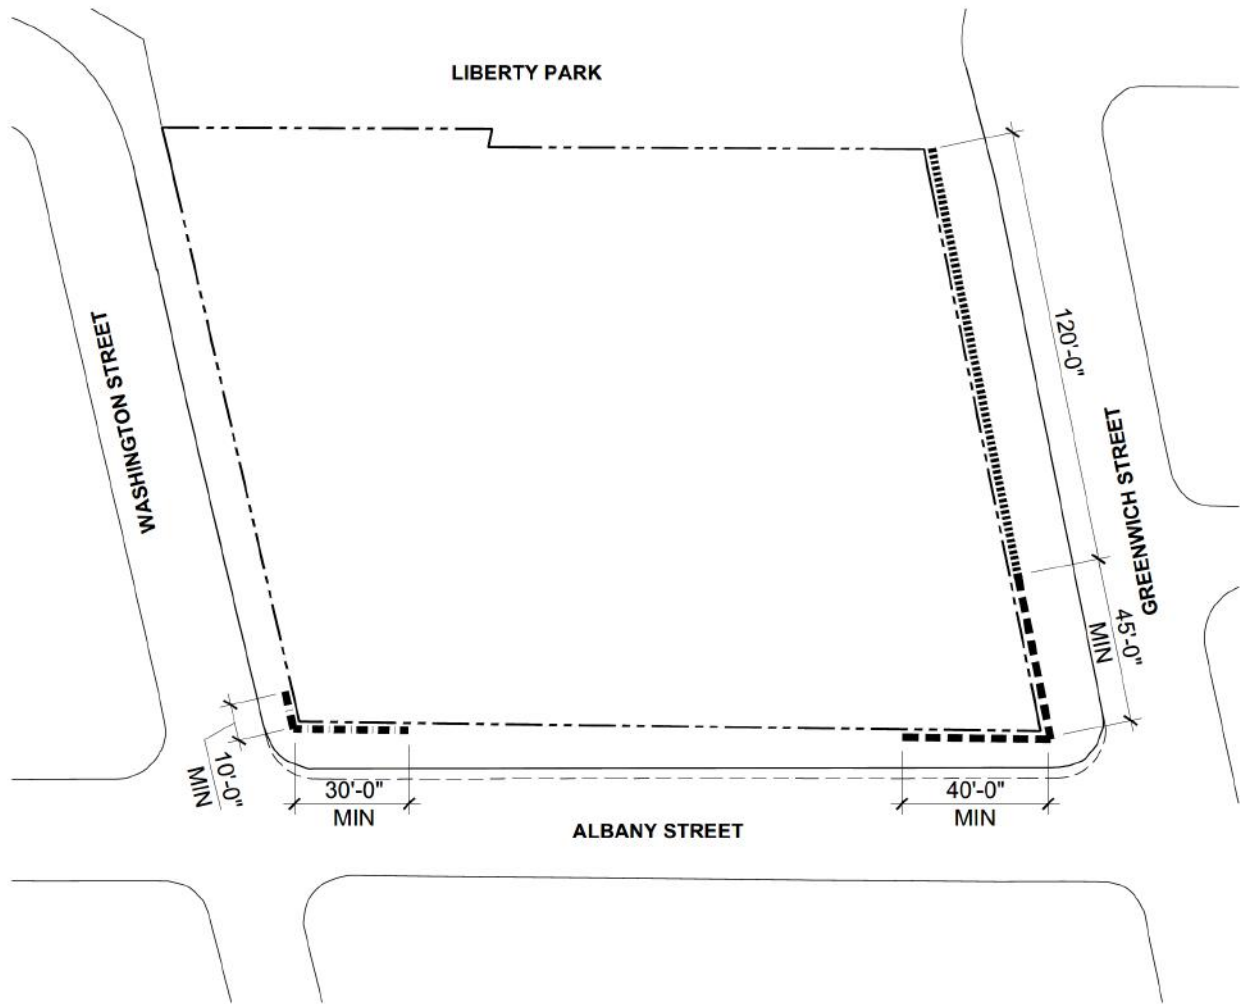 LIBERTY PARK
WASHINGTON STREET
120'-0"
GREENWICH STREET
45'-0"
MIN
10'-0"
MIN
30'-0"
MIN
40'-0"
MIN
ALBANY STREET